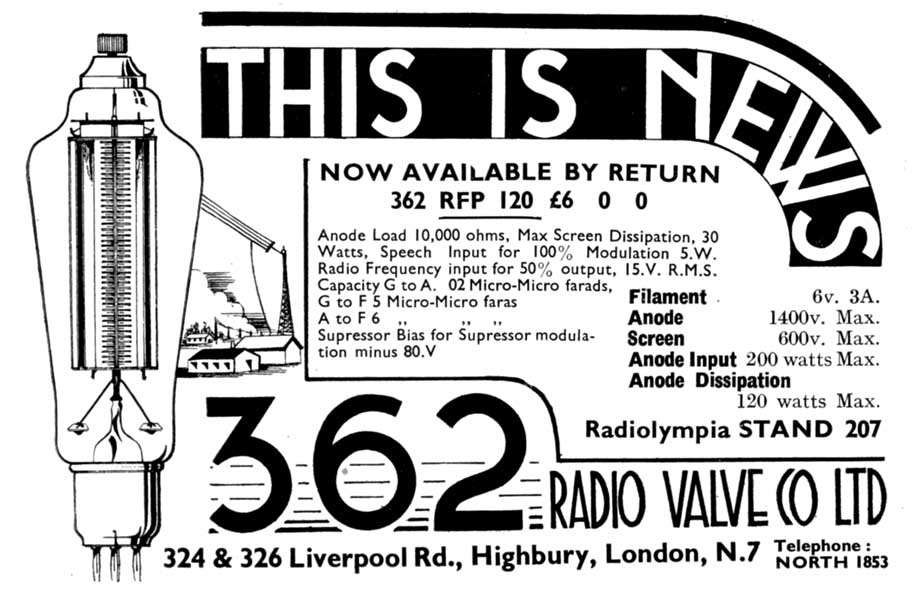 THIS IS NEWS
NOW AVAILABLE BY RETURN
362 RFP 120 £6 0 0
Anode Load 10,000 ohms, Max Screen Dissipation, 30
Watts, Speech Input for 100% Modulation 5.W.
Radio Frequency input for 50% output, 15.V. R.M.S.
Capacity G to A. 02 Micro-Micro farads,
G to F 5 Micro-Micro faras
A to F 6 ,, ,, ,,
Supressor Bias for Supressor modula-
tion minus 80.V
Filament 6v. 3A.
Anode 1400v. Max.
Screen 600v. Max.
Anode Input 200 watts Max.
Anode Dissipation
120 watts Max.
Radiolympia STAND 207
362 RADIO VALVE CO LTD
324 & 326 Liverpool Rd., Highbury, London, N.7
Telephone :
NORTH 1853